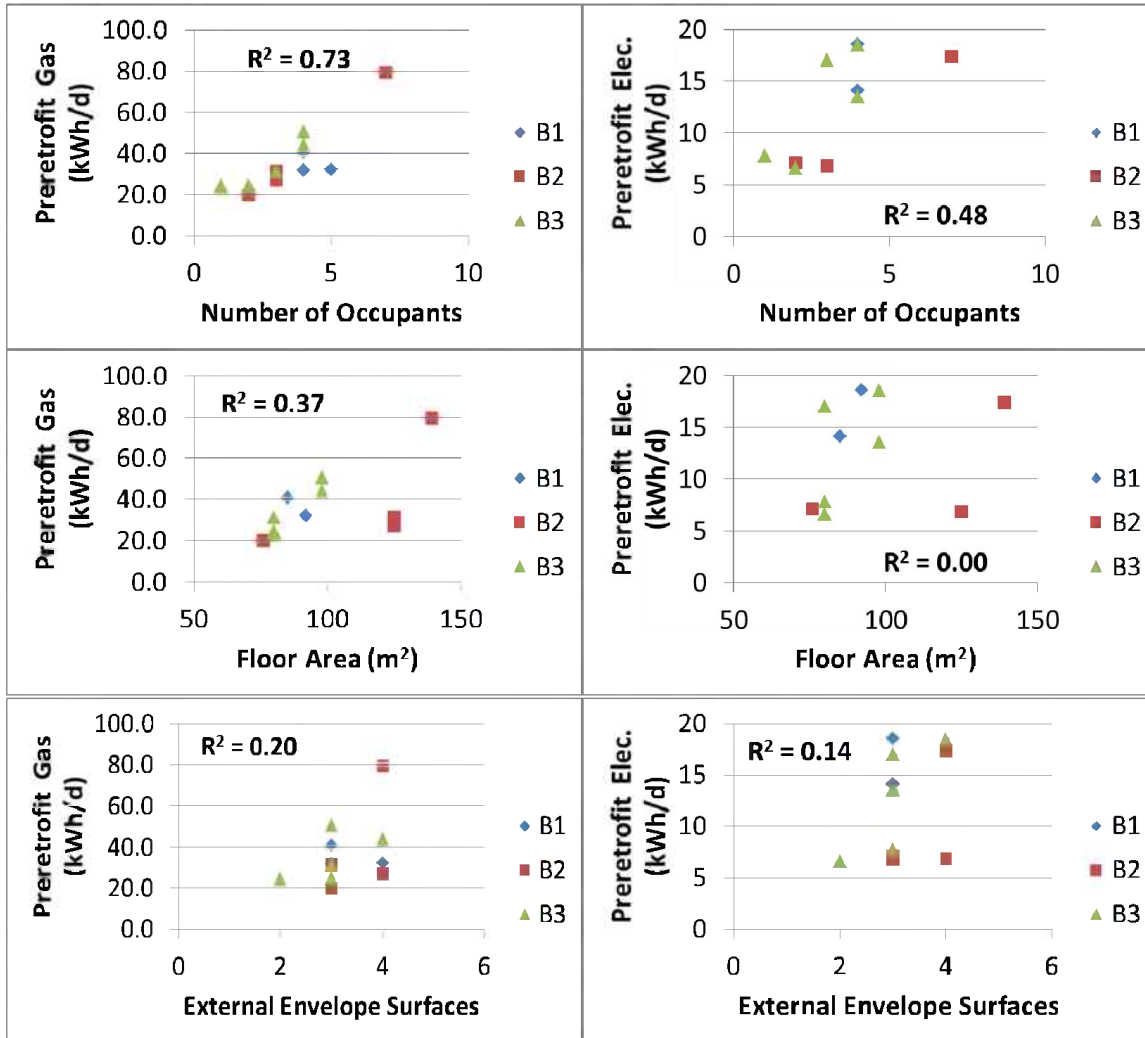 Preretrofit Gas
(kWh/d)
100.0
80.0
60.0
40.0
20.0
0.0
R² = 0.73
0
5
10
Number of Occupants
B1
B2
B3
Preretrofit Elec.
(kWh/d)
20
15
10
5
0
R² = 0.48
0
5
10
Number of Occupants
B1
B2
B3
Preretrofit Gas
(kWh/d)
100.0
80.0
60.0
40.0
20.0
0.0
R² = 0.37
50
100
150
Floor Area (m²)
B1
B2
B3
Preretrofit Elec.
(kWh/d)
20
15
10
5
0
R² = 0.00
50
100
150
Floor Area (m²)
B1
B2
B3
Preretrofit Gas
(kWh/d)
100.0
80.0
60.0
40.0
20.0
0.0
R² = 0.20
0
2
4
6
External Envelope Surfaces
B1
B2
B3
Preretrofit Elec.
(kWh/d)
20
15
10
5
0
R² = 0.14
0
2
4
6
External Envelope Surfaces
B1
B2
B3